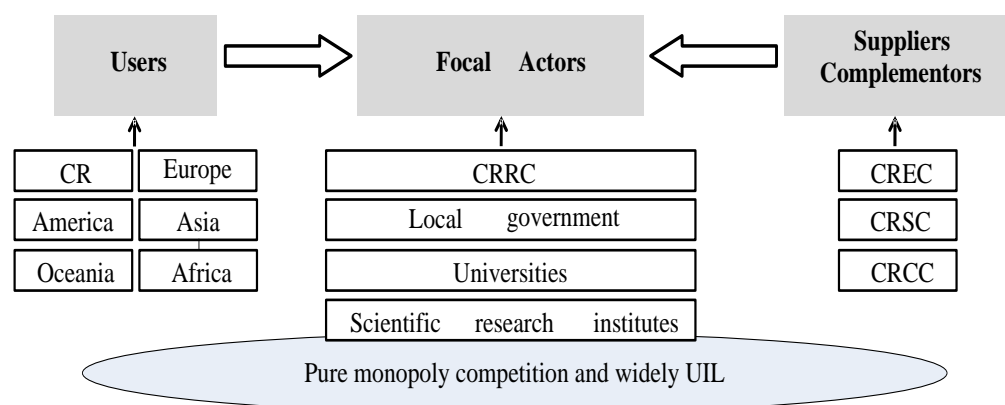 Users
Focal Actors
Suppliers
Complementors
CR
Europe
America
Asia
Oceania
Africa
CRRC
Local government
Universities
Scientific research institutes
CREC
CRSC
CRCC
Pure monopoly competition and widely UIL